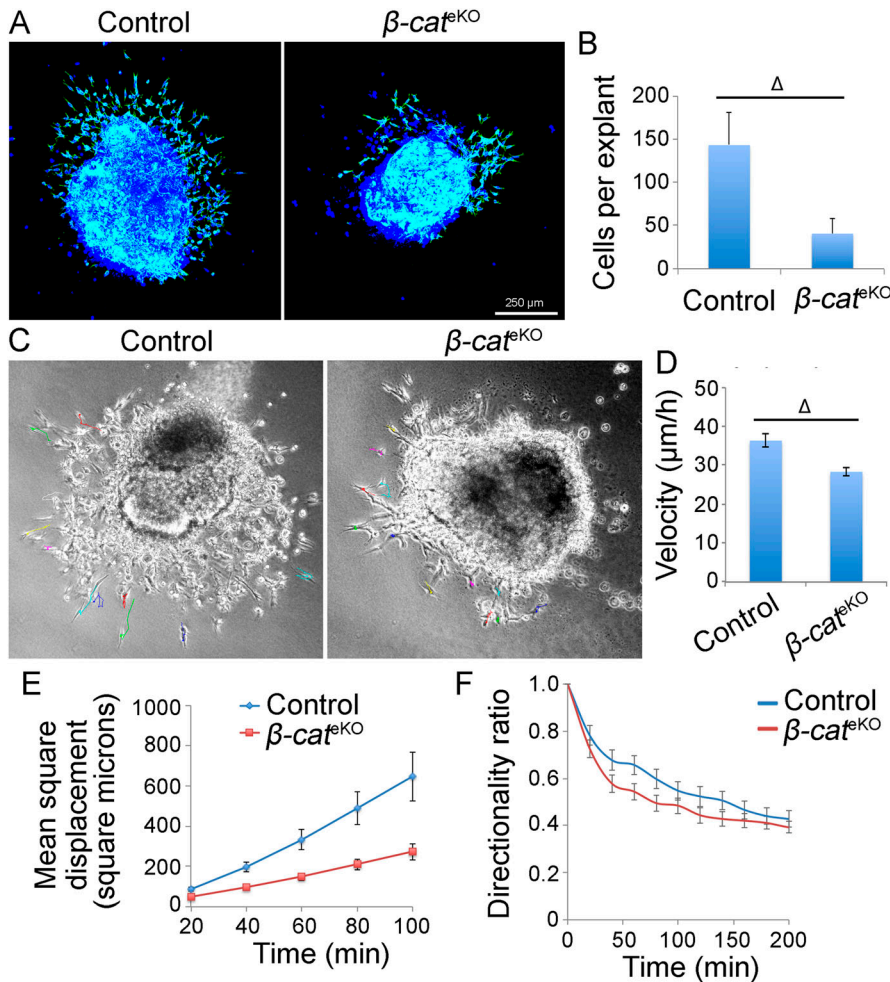 A
Control
β-cat^eKO
250 μm
B
Δ
Cells per explant
200
150
100
50
0
Control
β-cat^eKO
C
Control
β-cat^eKO
D
Δ
Velocity (μm/h)
50
40
30
20
10
0
Control
β-cat^eKO
E
Mean square
displacement
(square microns)
1000
800
600
400
200
0
20 40 60 80 100
Time (min)
Control
β-cat^eKO
F
Directionality ratio
1.0
0.8
0.6
0.4
0.2
0
0 50 100 150 200
Time (min)
Control
β-cat^eKO